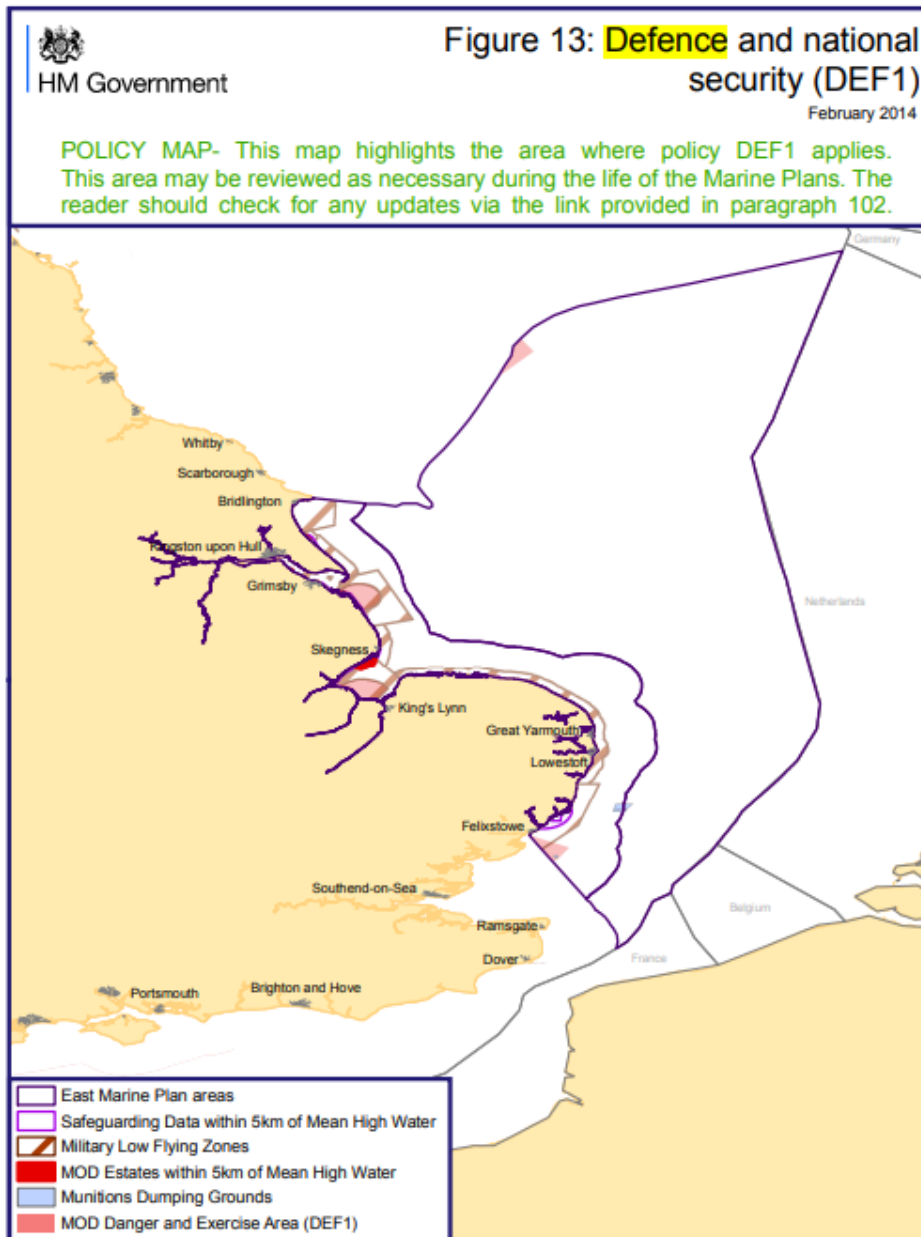 HM Government
Figure 13: Defence and national
security (DEF1)
February 2014
POLICY MAP- This map highlights the area where policy DEF1 applies.
This area may be reviewed as necessary during the life of the Marine Plans. The
reader should check for any updates via the link provided in paragraph 102.
Germany
Whitby
Scarborough
Bridlington
Kingston upon Hull
Grimsby
Netherlands
Skegness
King's Lynn
Great Yarmouth
Lowestoft
Felixstowe
Southend-on-Sea
Belgium
Ramsgate
France
Dover
Portsmouth
Brighton and Hove
East Marine Plan areas
Safeguarding Data within 5km of Mean High Water
Military Low Flying Zones
MOD Estates within 5km of Mean High Water
Munitions Dumping Grounds
MOD Danger and Exercise Area (DEF1)